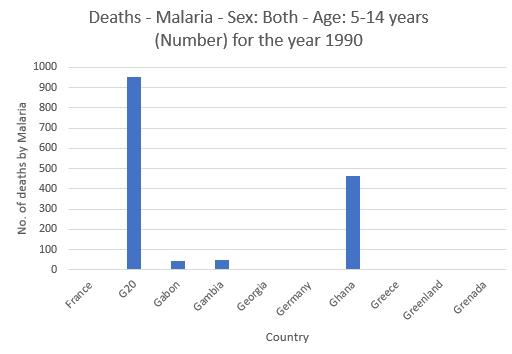 Deaths - Malaria - Sex: Both - Age: 5-14 years
(Number) for the year 1990
1000
900
800
700
600
500
400
300
200
100
0
No. of deaths by Malaria
France
G20
Gabon
Gambia
Georgia
Germany
Ghana
Greece
Greenland
Grenada
Country